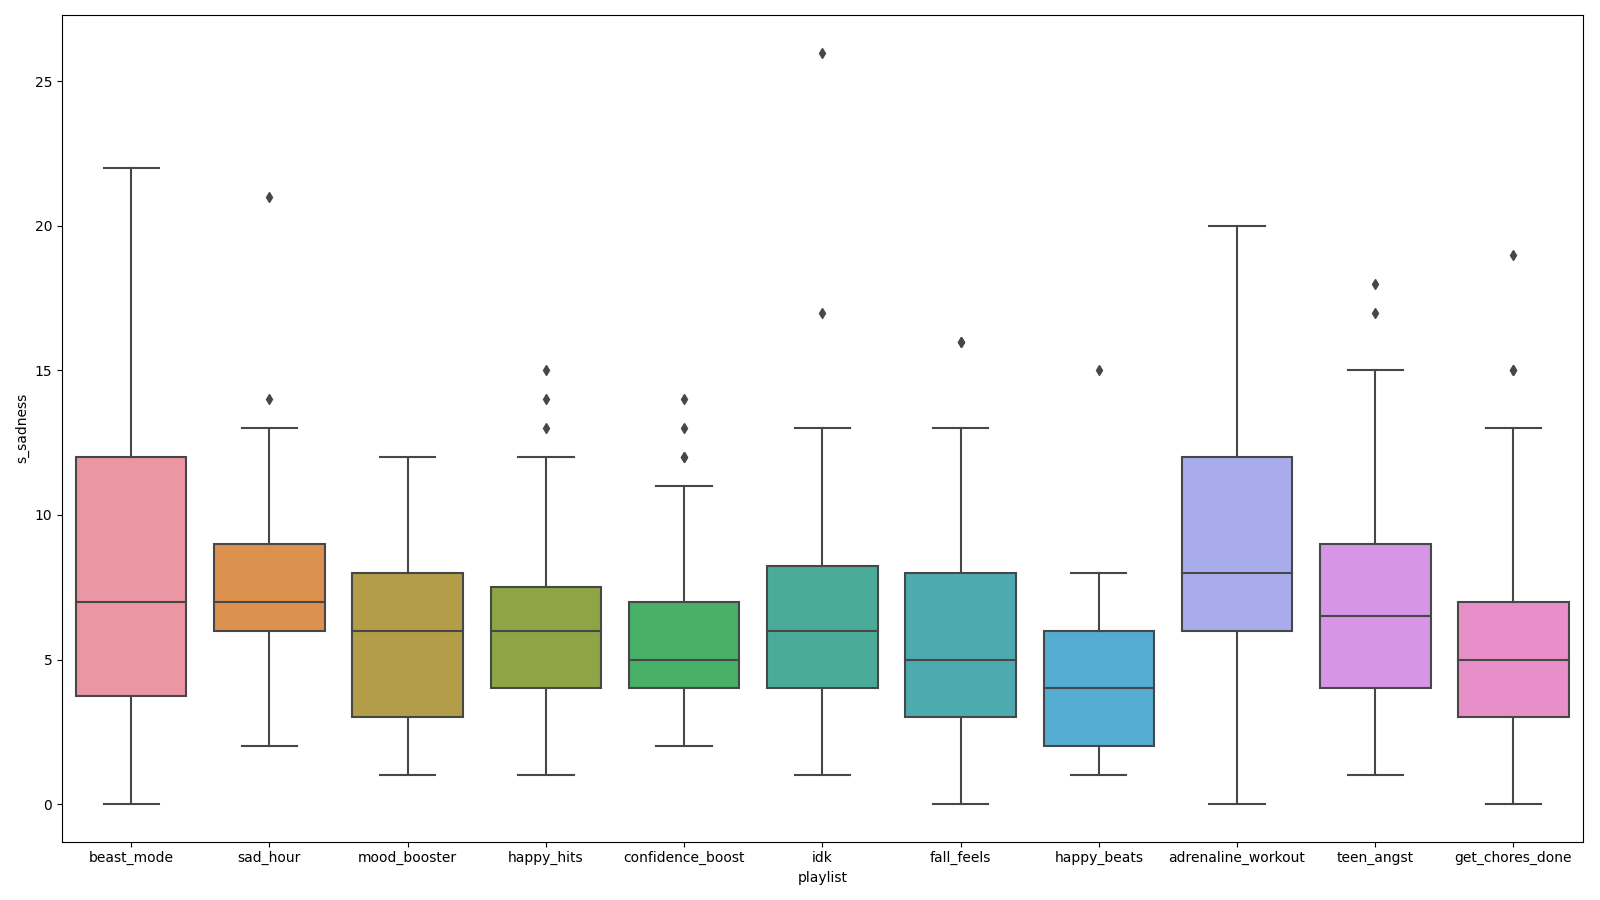 s_sadness
25
20
15
10
5
0
beast_mode sad_hour mood_booster happy_hits confidence_boost idk fall_feels happy_beats adrenaline_workout teen_angst get_chores_done
playlist